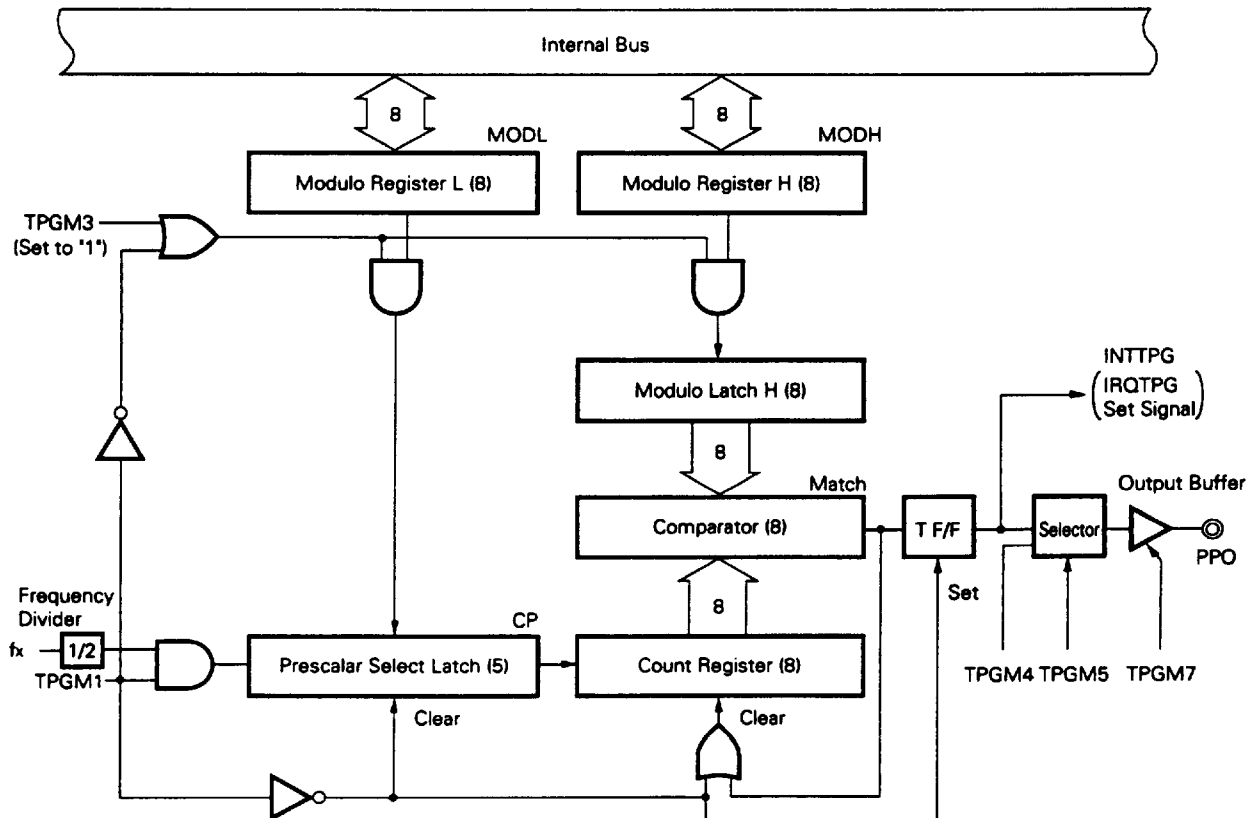 Internal Bus
8
8
MODL
MODH
Modulo Register L (8)
Modulo Register H (8)
TPGM3
(Set to "1")
Modulo Latch H (8)
INTTPG
(IRQTPG
Set Signal)
8
Match
Output Buffer
Comparator (8)
T F/F
Selector
PPO
Set
8
Frequency
Divider
CP
fx
1/2
Prescalar Select Latch (5)
Count Register (8)
TPGM1
TPGM4
TPGM5
TPGM7
Clear
Clear